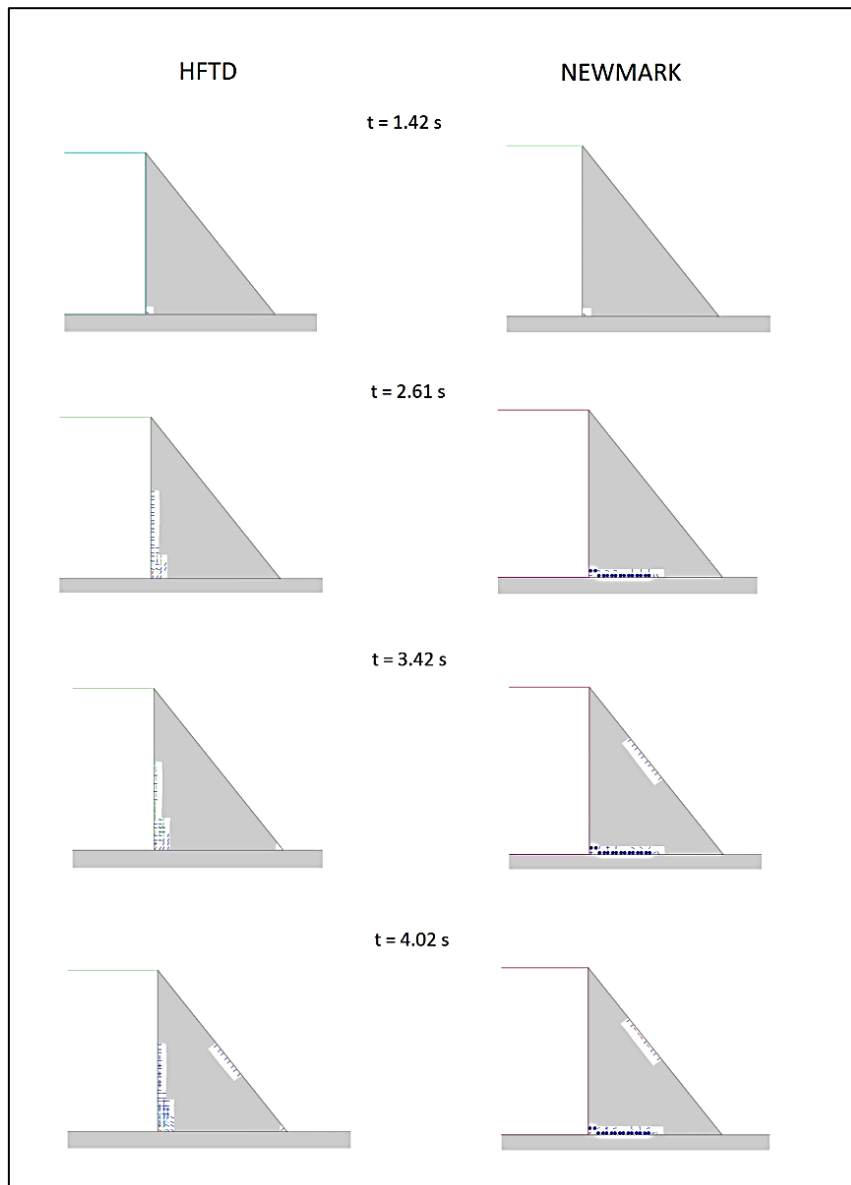 HFTD
NEWMARK
t = 1.42 s
t = 2.61 s
t = 3.42 s
t = 4.02 s